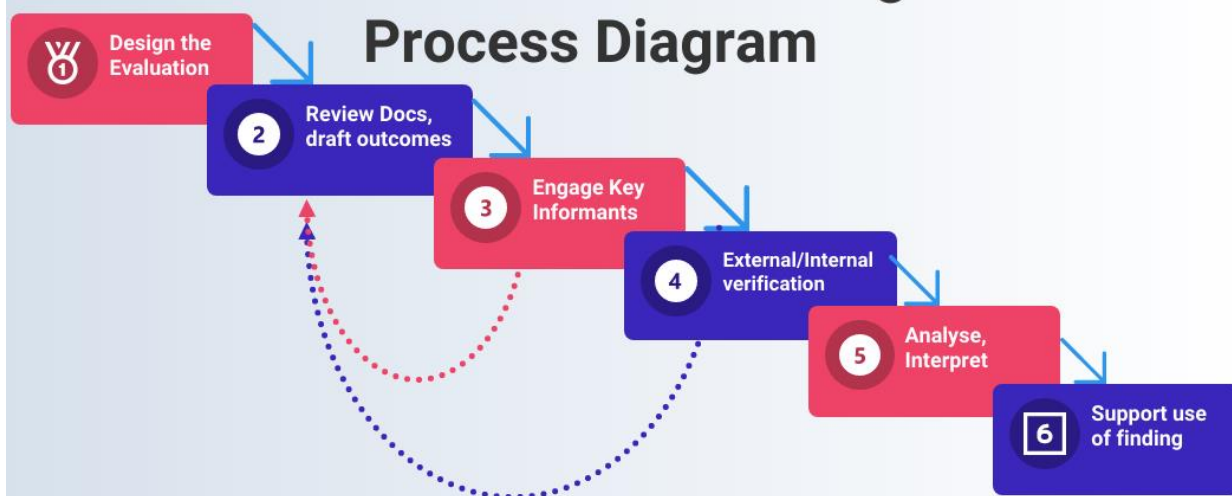 Process Diagram
1
Design the
Evaluation
2
Review Docs,
draft outcomes
3
Engage Key
Informants
4
External/Internal
verification
5
Analyse,
Interpret
6
Support use
of finding